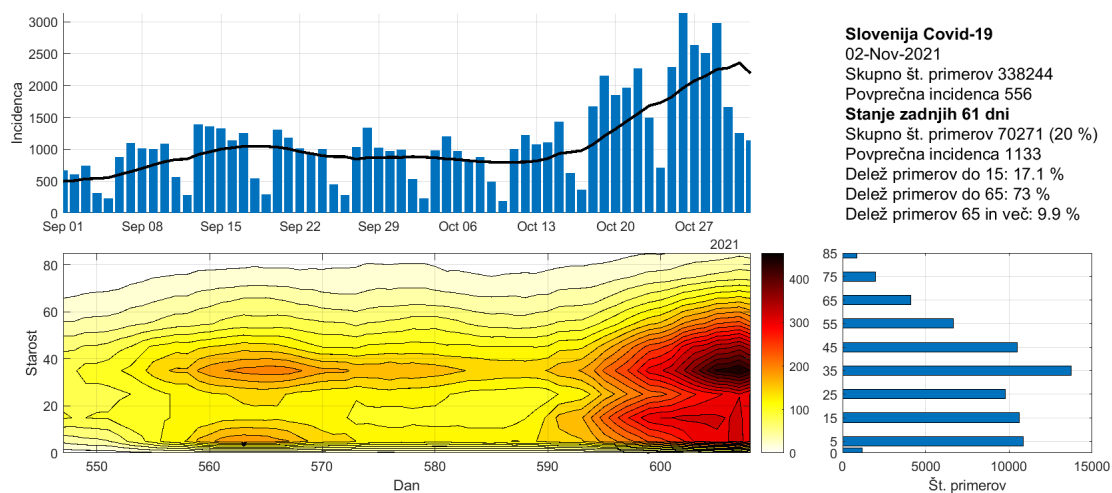 3000
2500
2000
1500
1000
500
0
Incidenca
Sep 01 Sep 08 Sep 15 Sep 22 Sep 29 Oct 06 Oct 13 Oct 20 Oct 27
2021
Slovenija Covid-19
02-Nov-2021
Skupno št. primerov 338244
Povprečna incidenca 556
Stanje zadnjih 61 dni
Skupno št. primerov 70271 (20 %)
Povprečna incidenca 1133
Delež primerov do 15: 17.1 %
Delež primerov do 65: 73 %
Delež primerov 65 in več: 9.9 %
80
60
40
20
0
Starost
550 560 570 580 590 600
Dan
400
300
200
100
0
85
75
65
55
45
35
25
15
5
0
0 5000 10000 15000
Št. primerov